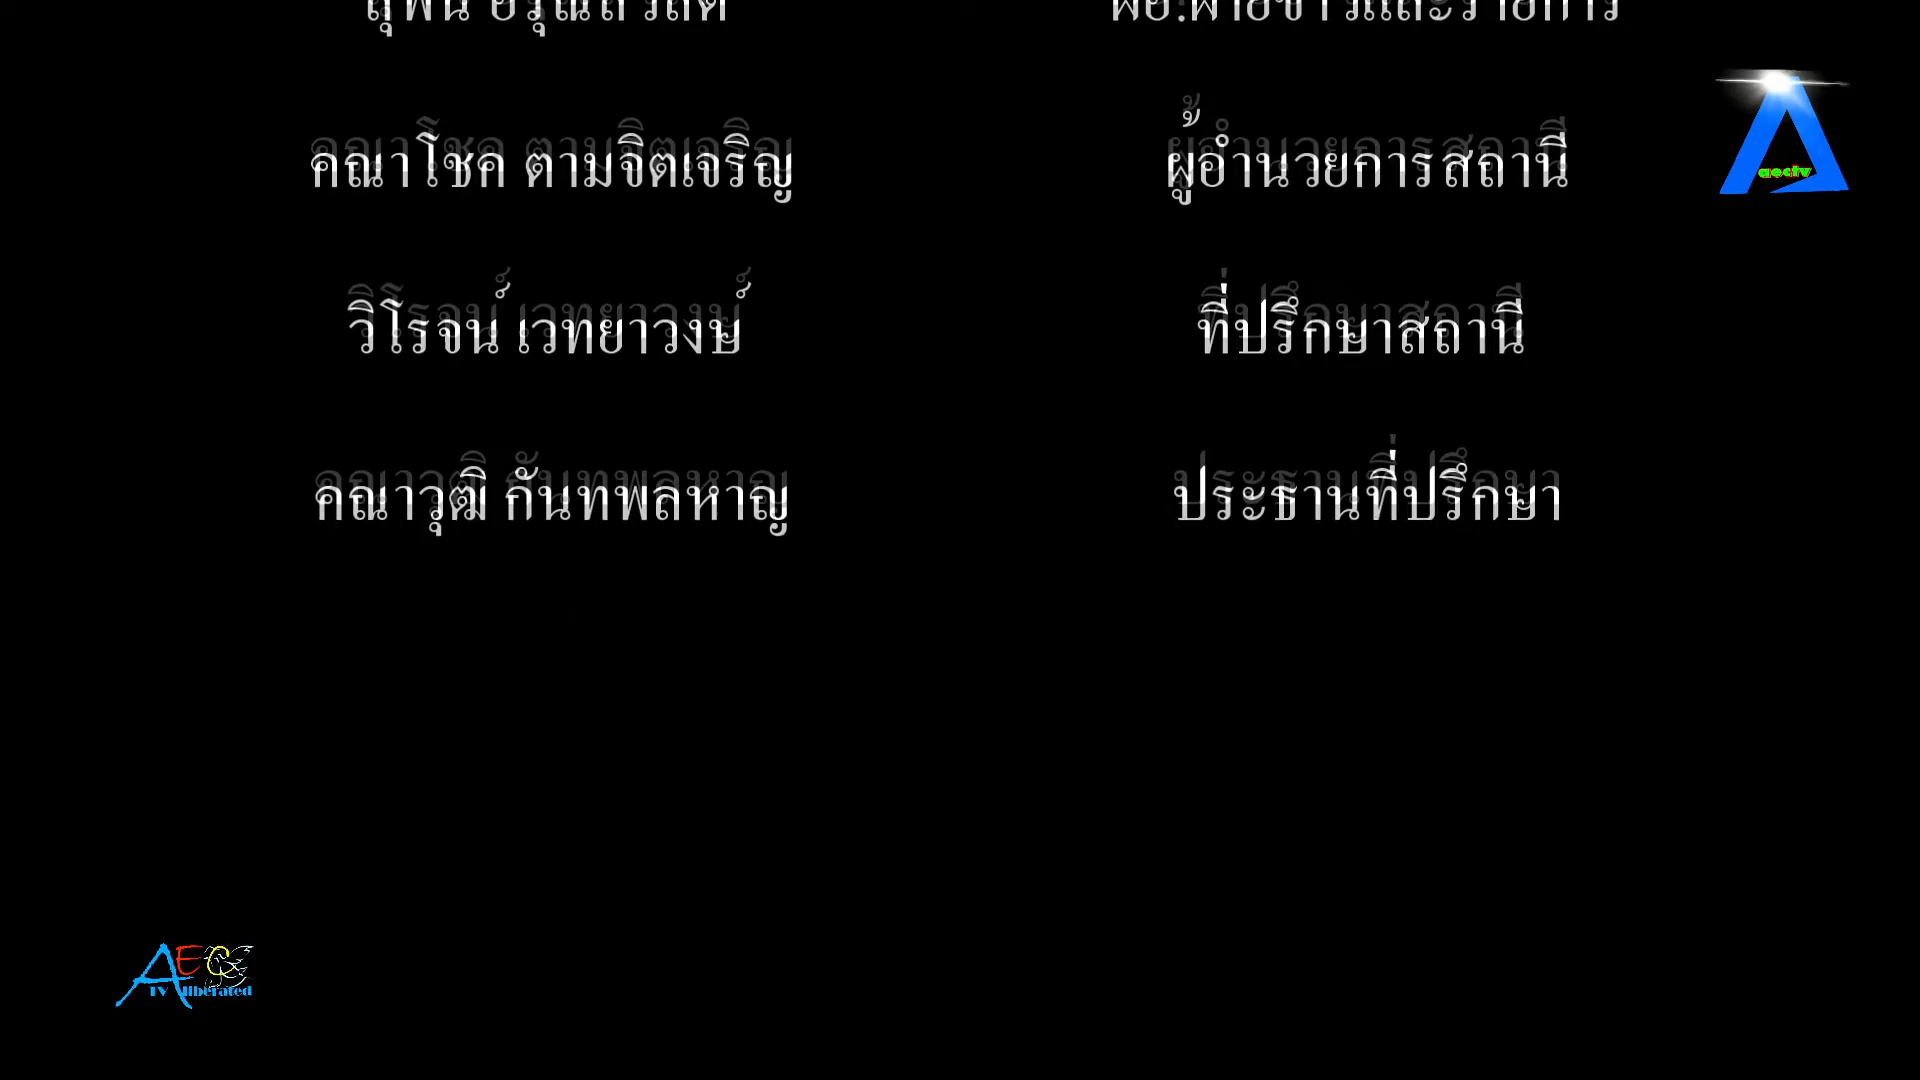 คณาโชค ตามจิตเจริญ ผู้อำนวยการสถานี
วิโรจน์ เวทยาวงษ์ ที่ปรึกษาสถานี
คณาวุฒิ กันทพลหาญ ประธานที่ปรึกษา
aectv
AEC
TV liberated